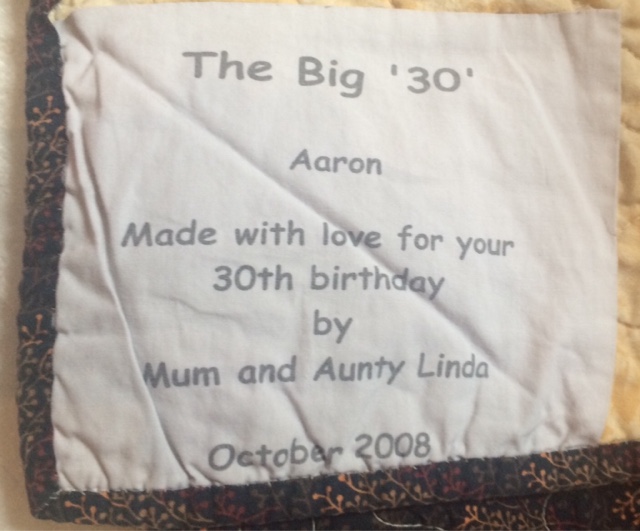 The Big '30'
Aaron
Made with love for your
30th birthday
by
Mum and Aunty Linda
October 2008